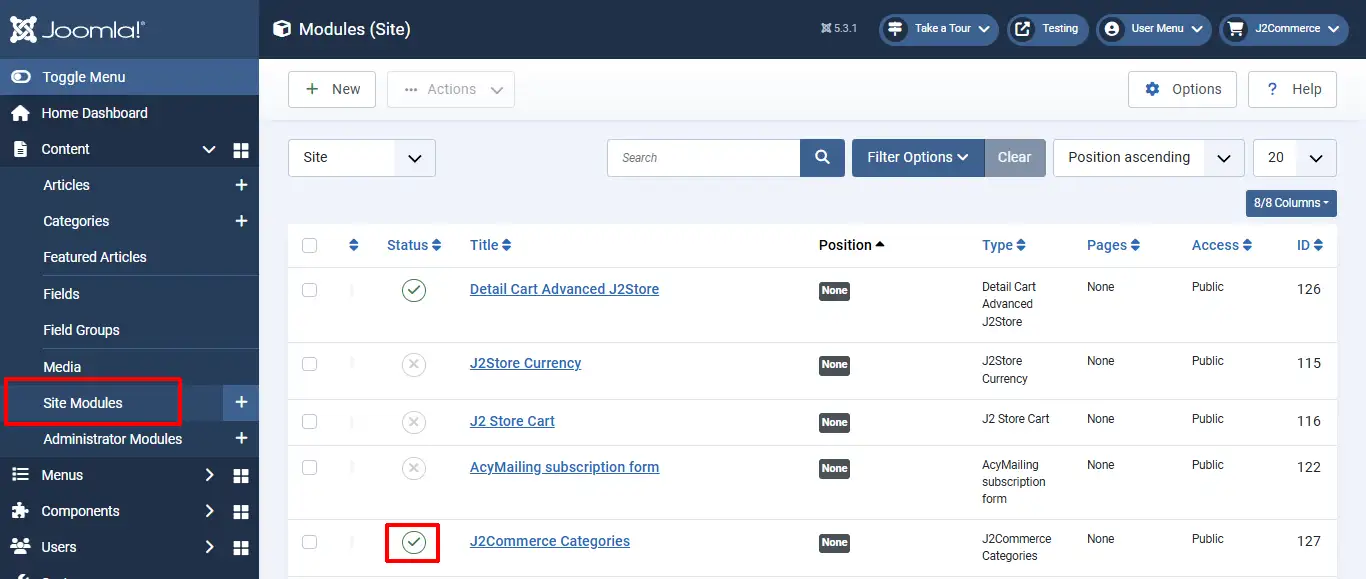 Joomla!
Modules (Site)
5.3.1
Take a Tour
Testing
User Menu
J2Commerce
Toggle Menu
Home Dashboard
Content
Articles
Categories
Featured Articles
Fields
Field Groups
Media
Site Modules
Administrator Modules
Menus
Components
Users
+ New
··· Actions
Options
? Help
Site
Search
Filter Options
Clear
Position ascending
20
8/8 Columns
Status Title Position Type Pages Access ID
Detail Cart Advanced J2Store None Detail Cart None Public 126
Advanced
J2Store
J2Store Currency None J2Store None Public 115
Currency
J2 Store Cart None J2 Store Cart None Public 116
AcyMailing subscription form None AcyMailing None Public 122
subscription
form
J2Commerce Categories None J2Commerce None Public 127
Categories